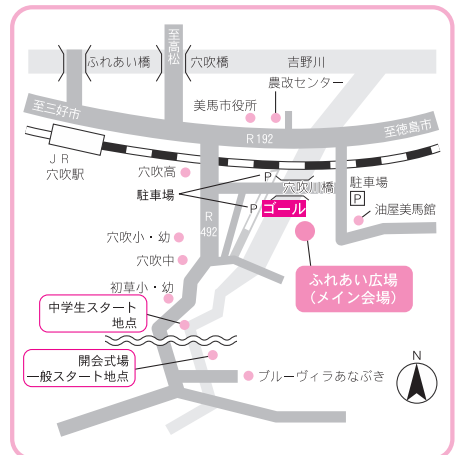 至高松
ふれあい橋
穴吹橋
吉野川
農改センター
美馬市役所
至三好市
R192
至徳島市
JR
穴吹駅
穴吹高
P
穴吹川橋
駐車場
駐車場
P
P
ゴール
油屋美馬館
R
492
穴吹小・幼
穴吹中
ふれあい広場
(メイン会場)
初草小・幼
中学生スタート
地点
開会式場
一般スタート地点
ブルーヴィラあなぶき
N